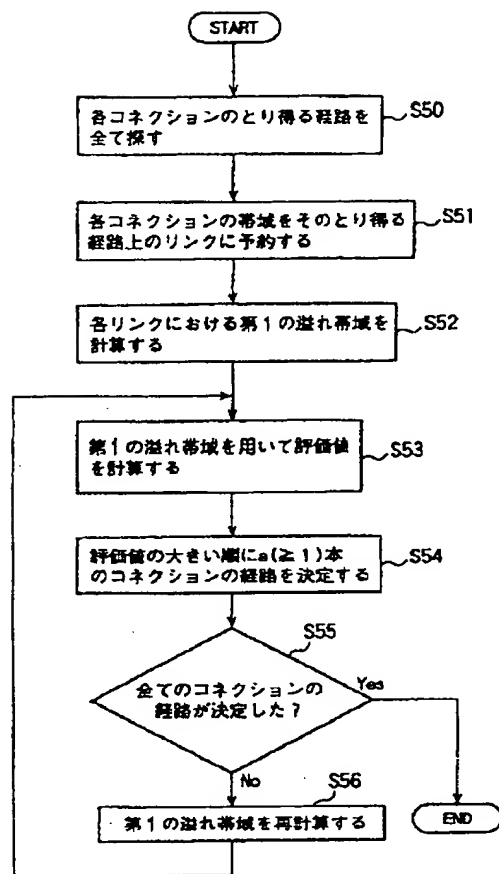 START
各コネクションのとり得る経路を
全て探す
S50
各コネクションの帯域をそのとり得る
経路上のリンクに予約する
S51
各リンクにおける第1の溢れ帯域を
計算する
S52
第1の溢れ帯域を用いて評価値
を計算する
S53
評価値の大きい順にa(≧1)本
のコネクションの経路を決定する
S54
S55
全てのコネクションの
経路が決定した?
Yes
No
S56
第1の溢れ帯域を再計算する
END